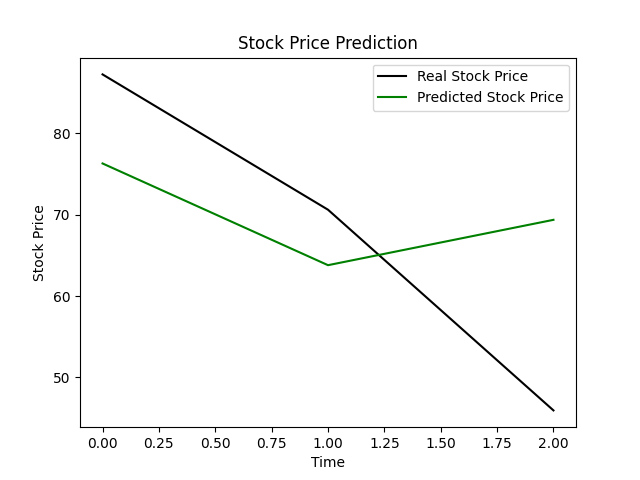 Stock Price Prediction
Real Stock Price
Predicted Stock Price
Stock Price
80
70
60
50
0.00 0.25 0.50 0.75 1.00 1.25 1.50 1.75 2.00
Time